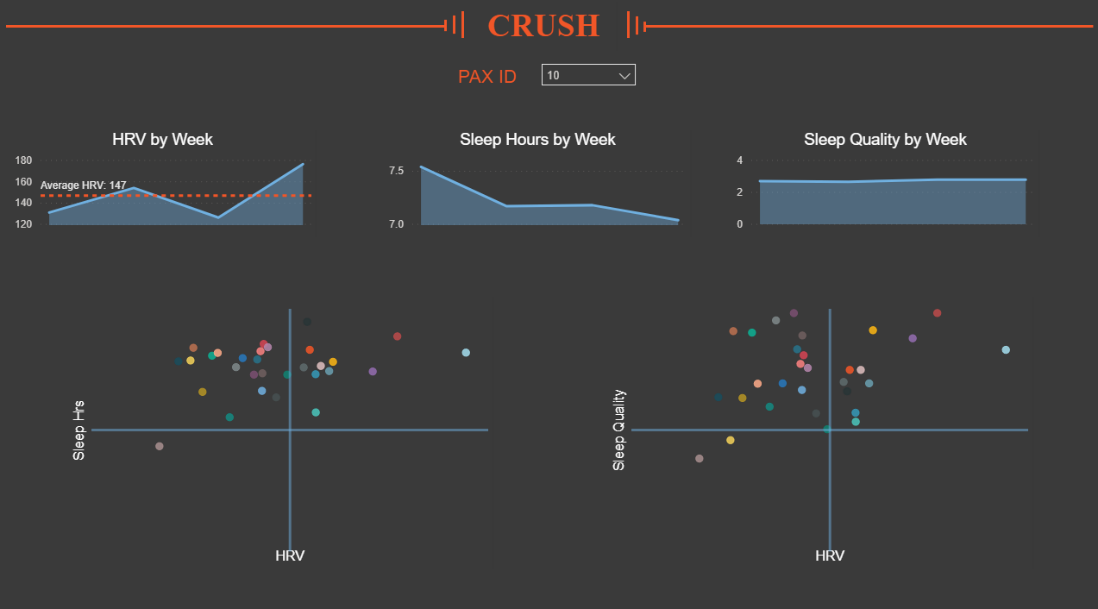 CRUSH
PAX ID
10
HRV by Week
180
160
140
120
Average HRV: 147
Sleep Hours by Week
7.5
7.0
Sleep Quality by Week
4
2
0
Sleep Hrs
HRV
Sleep Quality
HRV